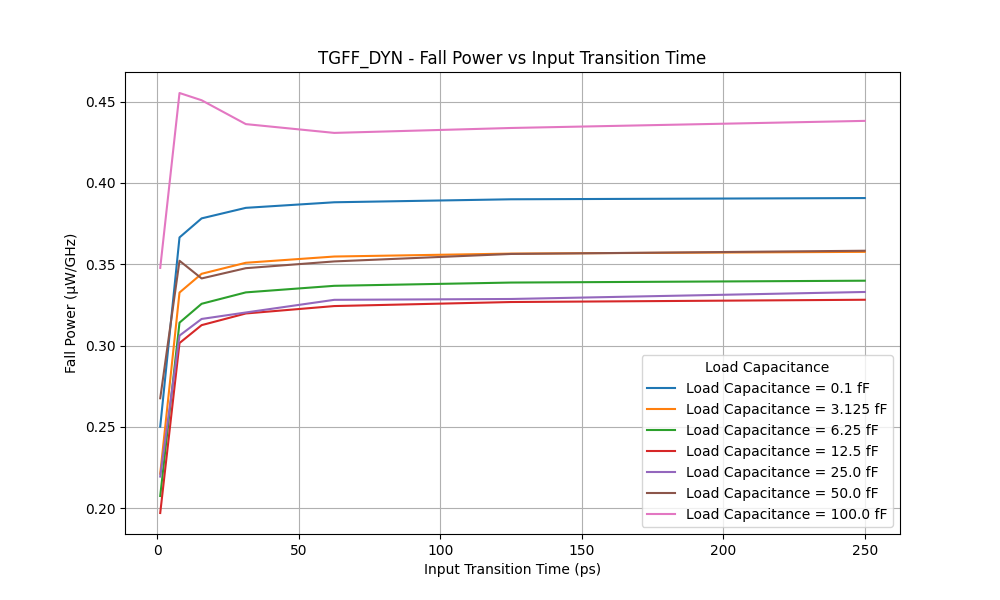 TGFF_DYN - Fall Power vs Input Transition Time
Fall Power (µW/GHz)
0.45
0.40
0.35
0.30
0.25
0.20
0
50
100
150
200
250
Input Transition Time (ps)
Load Capacitance
Load Capacitance = 0.1 fF
Load Capacitance = 3.125 fF
Load Capacitance = 6.25 fF
Load Capacitance = 12.5 fF
Load Capacitance = 25.0 fF
Load Capacitance = 50.0 fF
Load Capacitance = 100.0 fF